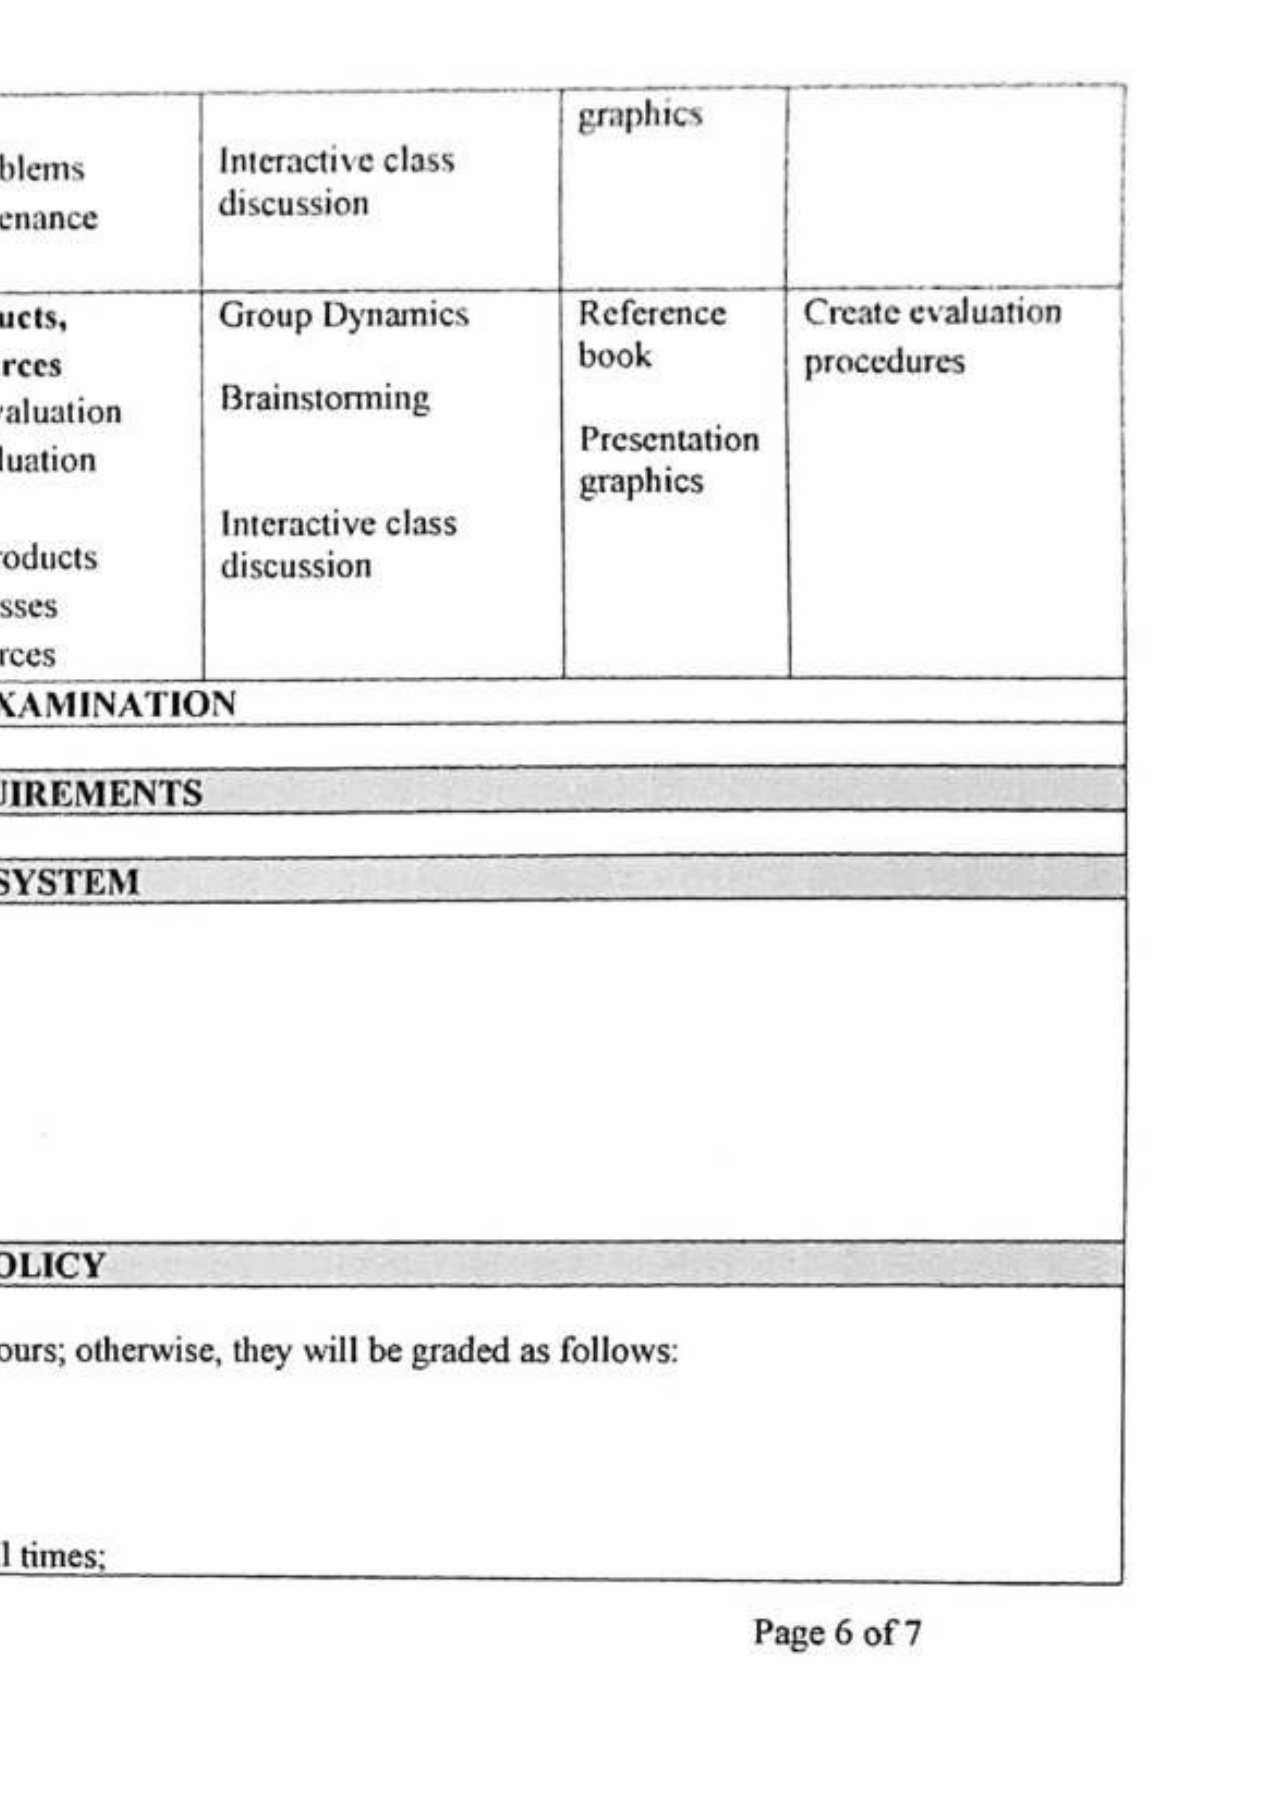 graphics
blems
enance
Interactive class
discussion
ucts,
rces
valuation
luation
roducts
sses
rces
Group Dynamics
Brainstorming
Interactive class
discussion
Reference
book
Presentation
graphics
Create evaluation
procedures
XAMINATION
UIREMENTS
SYSTEM
OLICY
ours; otherwise, they will be graded as follows:
l times;
Page 6 of 7